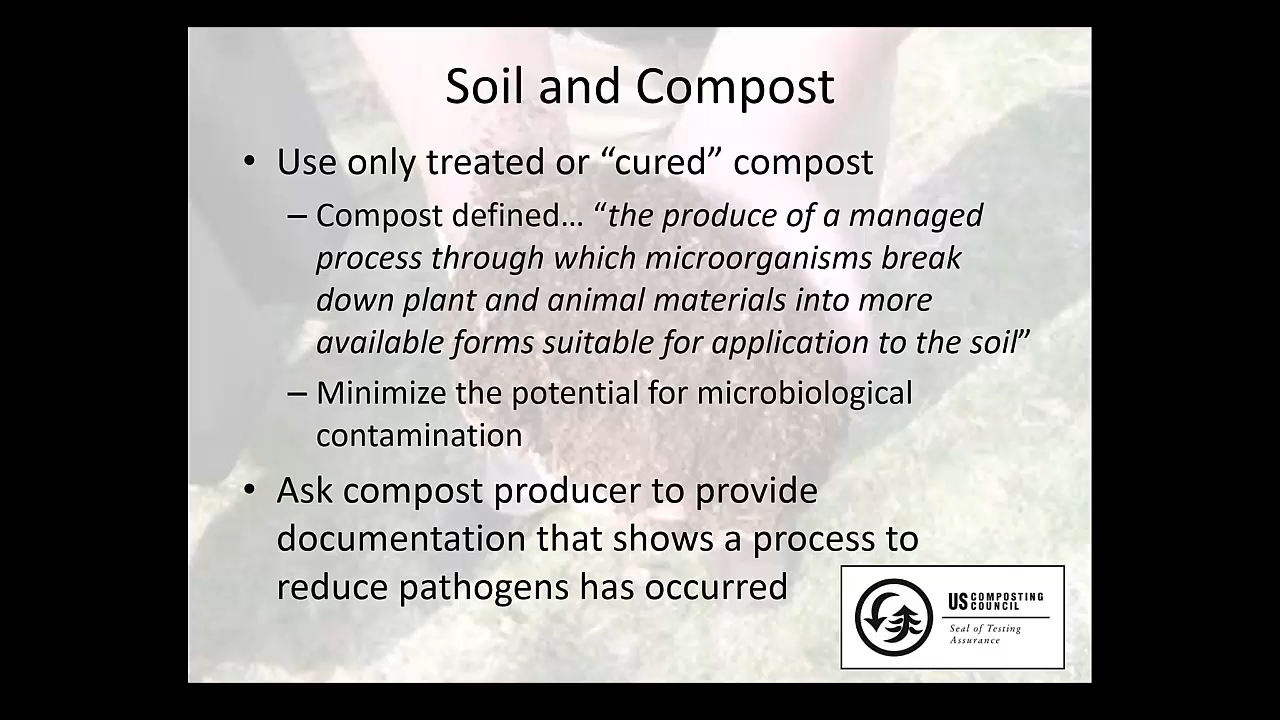 Soil and Compost
• Use only treated or “cured” compost
– Compost defined… “the produce of a managed
process through which microorganisms break
down plant and animal materials into more
available forms suitable for application to the soil”
– Minimize the potential for microbiological
contamination
• Ask compost producer to provide
documentation that shows a process to
reduce pathogens has occurred
US COMPOSTING
COUNCIL
Seal of Testing
Assurance